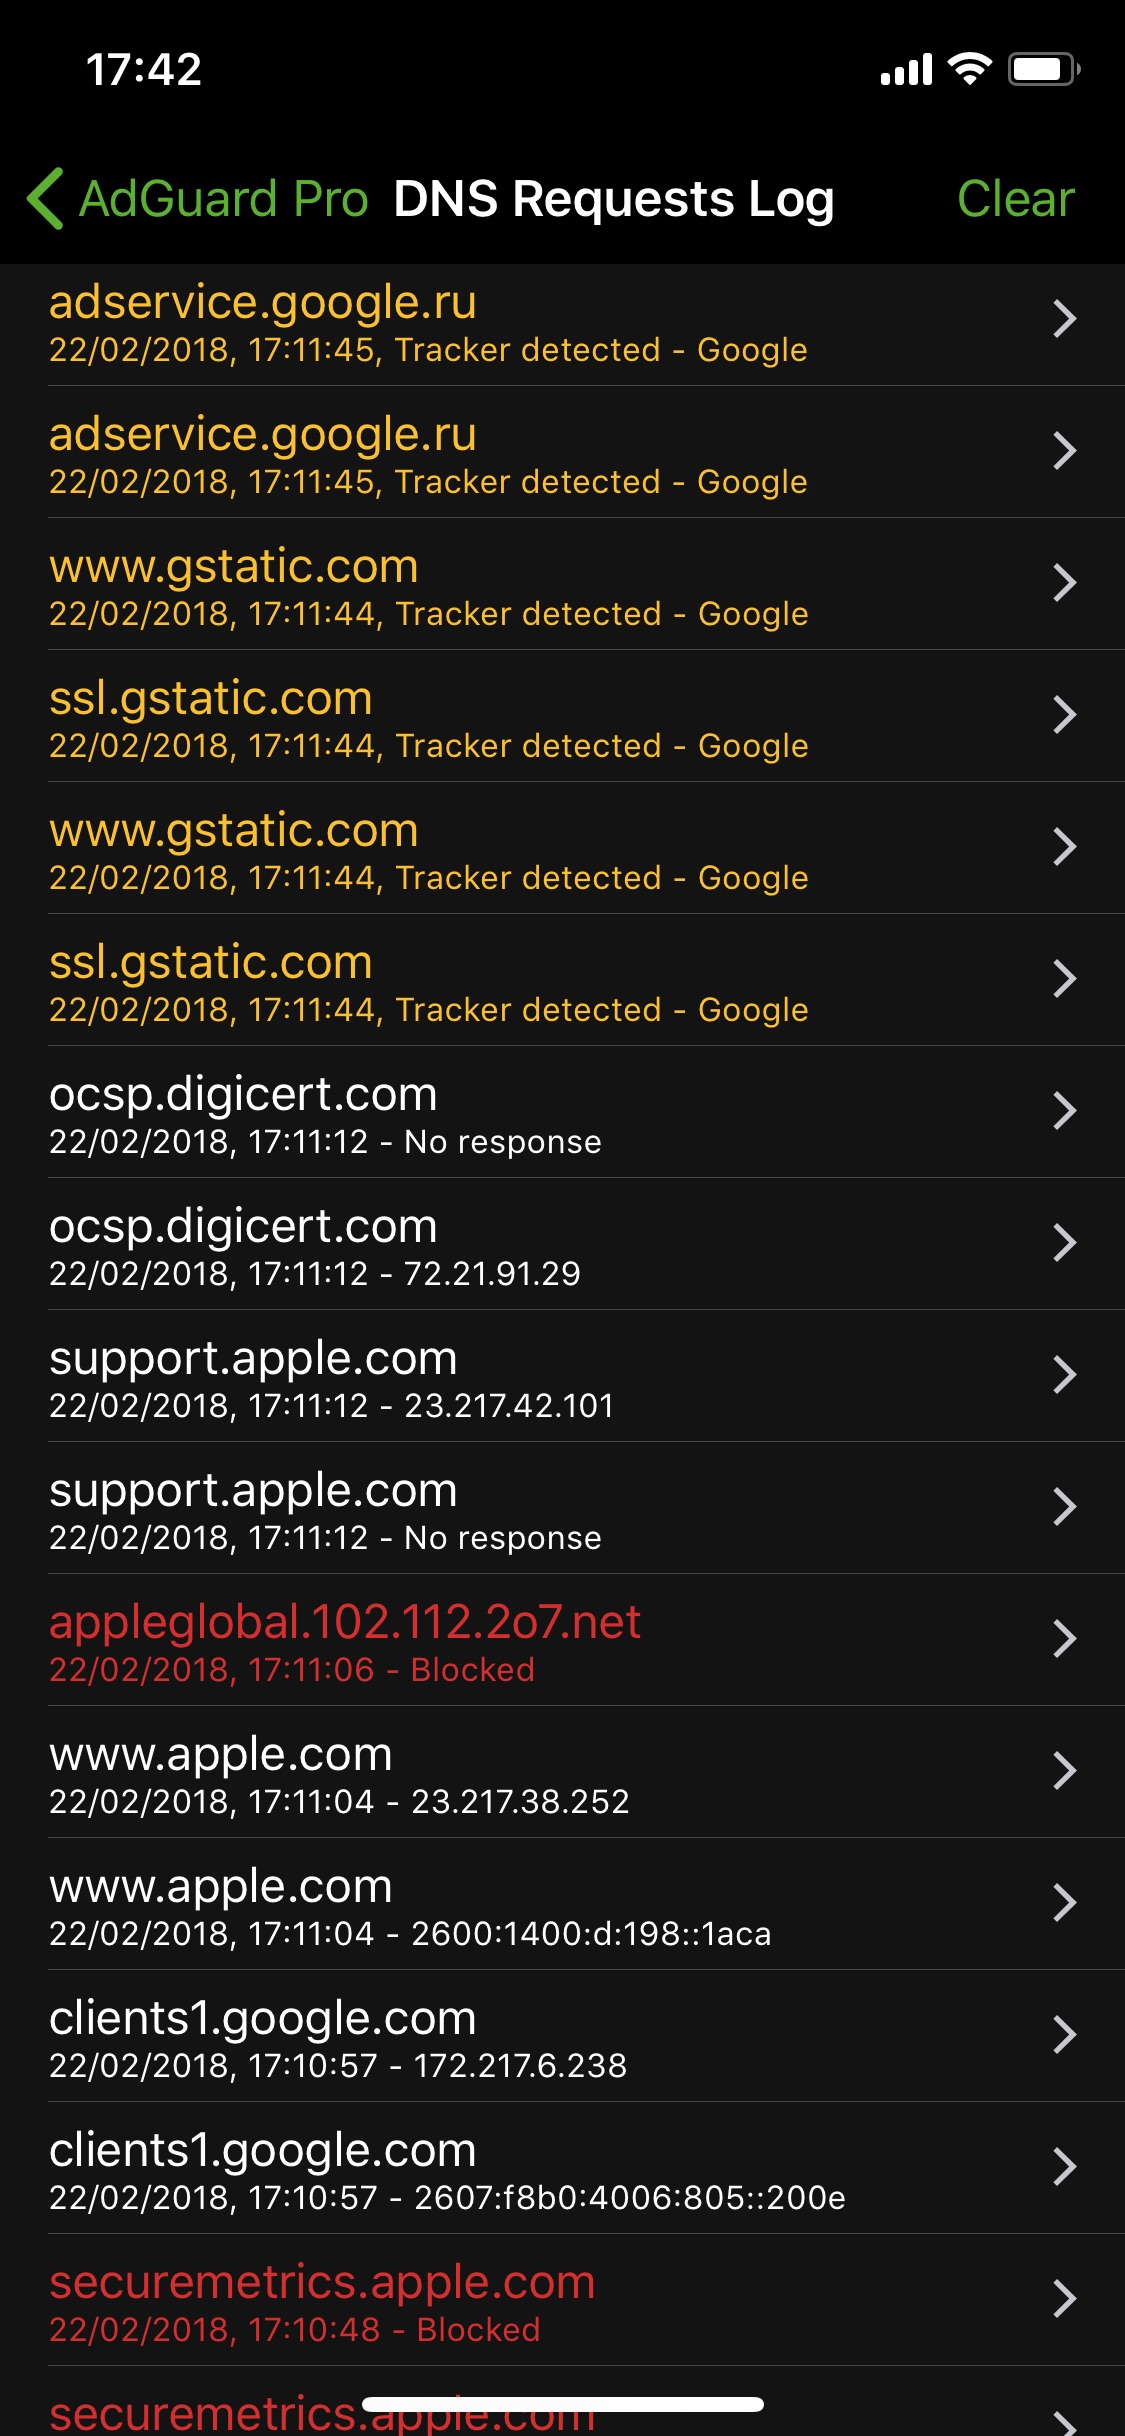 17:42
AdGuard Pro DNS Requests Log Clear
adservice.google.ru
22/02/2018, 17:11:45, Tracker detected - Google
adservice.google.ru
22/02/2018, 17:11:45, Tracker detected - Google
www.gstatic.com
22/02/2018, 17:11:44, Tracker detected - Google
ssl.gstatic.com
22/02/2018, 17:11:44, Tracker detected - Google
www.gstatic.com
22/02/2018, 17:11:44, Tracker detected - Google
ssl.gstatic.com
22/02/2018, 17:11:44, Tracker detected - Google
ocsp.digicert.com
22/02/2018, 17:11:12 - No response
ocsp.digicert.com
22/02/2018, 17:11:12 - 72.21.91.29
support.apple.com
22/02/2018, 17:11:12 - 23.217.42.101
support.apple.com
22/02/2018, 17:11:12 - No response
appleglobal.102.112.2o7.net
22/02/2018, 17:11:06 - Blocked
www.apple.com
22/02/2018, 17:11:04 - 23.217.38.252
www.apple.com
22/02/2018, 17:11:04 - 2600:1400:d:198::1aca
clients1.google.com
22/02/2018, 17:10:57 - 172.217.6.238
clients1.google.com
22/02/2018, 17:10:57 - 2607:f8b0:4006:805::200e
securemetrics.apple.com
22/02/2018, 17:10:48 - Blocked
securemetrics.apple.com